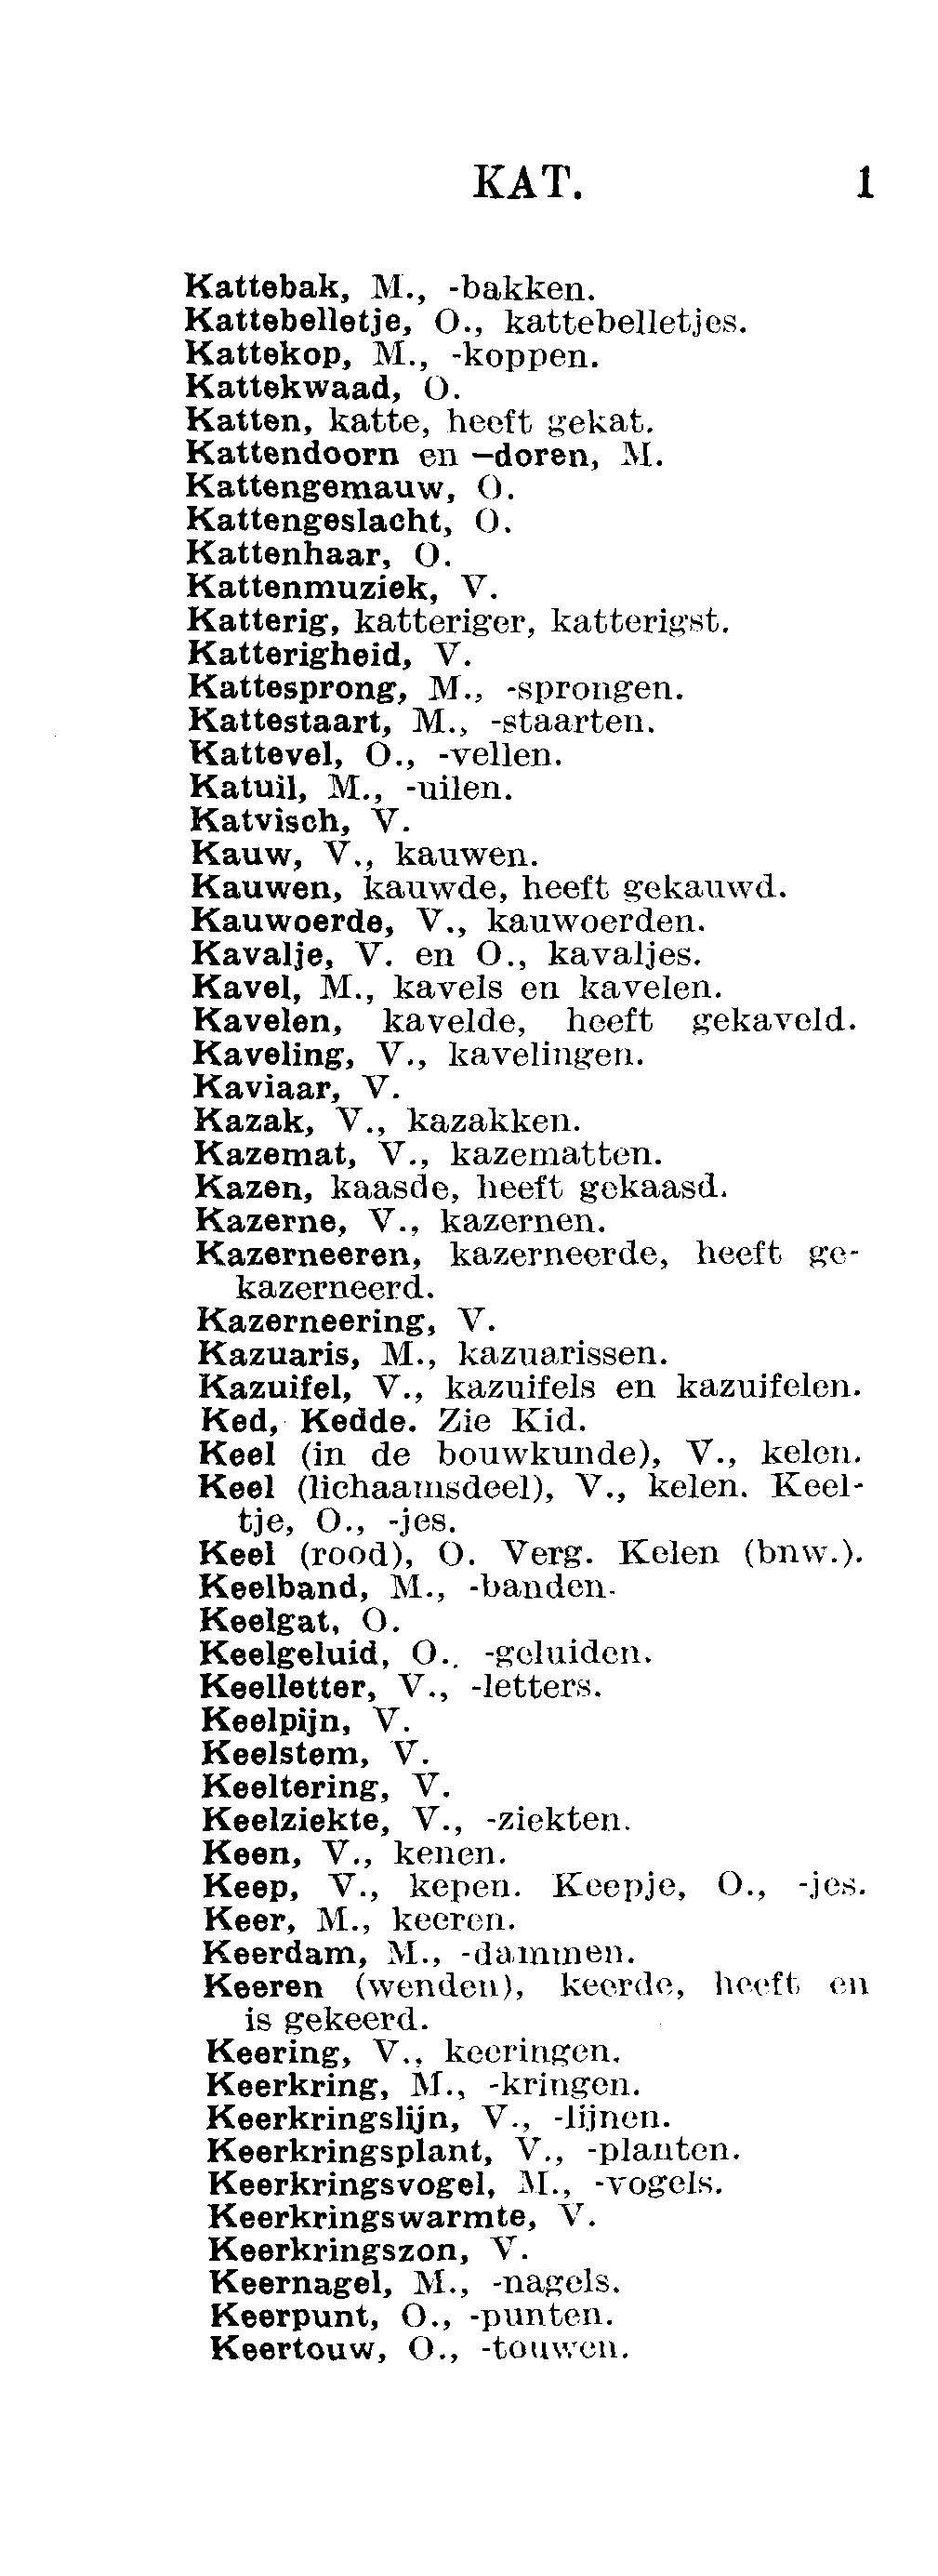 KAT. 1
Kattebak, M., -bakken.
Kattebelletje, O., kattebelletjes.
Kattekop, M., -koppen.
Kattekwaad, O.
Katten, katte, heeft gekat.
Kattendoorn en —doren, M.
Kattengemauw, O.
Kattengeslacht, O.
Kattenhaar, O.
Kattenmuziek, V.
Katterig, katteriger, katterigst.
Katterigheid, V.
Kattesprong, M., -sprongen.
Kattestaart, M., -staarten.
Kattevel, O., -vellen.
Katuil, M., -uilen.
Katvisch, V.
Kauw, V., kauwen.
Kauwen, kauwde, heeft gekauwd.
Kauwoerde, V., kauwoerden.
Kavalje, V. en O., kavaljes.
Kavel, M., kavels en kavelen.
Kavelen, kavelde, heeft gekaveld.
Kaveling, V., kavelingen.
Kaviaar, V.
Kazak, V., kazakken.
Kazemat, V., kazematten.
Kazen, kaasde, heeft gekaasd.
Kazerne, V., kazernen.
Kazerneeren, kazerneerde, heeft ge-
kazerneerd.
Kazerneering, V.
Kazuaris, M., kazuarissen.
Kazuifel, V., kazuifels en kazuifelen.
Ked, Kedde. Zie Kid.
Keel (in de bouwkunde), V., kelen.
Keel (lichaamsdeel), V., kelen. Keel-
tje, O., -jes.
Keel (rood), O. Verg. Kelen (bnw.).
Keelband, M., -banden.
Keelgat, O.
Keelgeluid, O., -geluiden.
Keelletter, V., -letters.
Keelpijn, V.
Keelstem, V.
Keeltering, V.
Keelziekte, V., -ziekten.
Keen, V., kenen.
Keep, V., kepen. Keepje, O., -jes.
Keer, M., keeren.
Keerdam, M., -dammen.
Keeren (wenden), keerde, heeft en
is gekeerd.
Keering, V., keeringen.
Keerkring, M., -kringen.
Keerkringslijn, V., -lijnen.
Keerkringsplant, V., -planten.
Keerkringsvogel, M., -vogels.
Keerkringswarmte, V.
Keerkringszon, V.
Keernagel, M., -nagels.
Keerpunt, O., -punten.
Keertouw, O., -touwen.